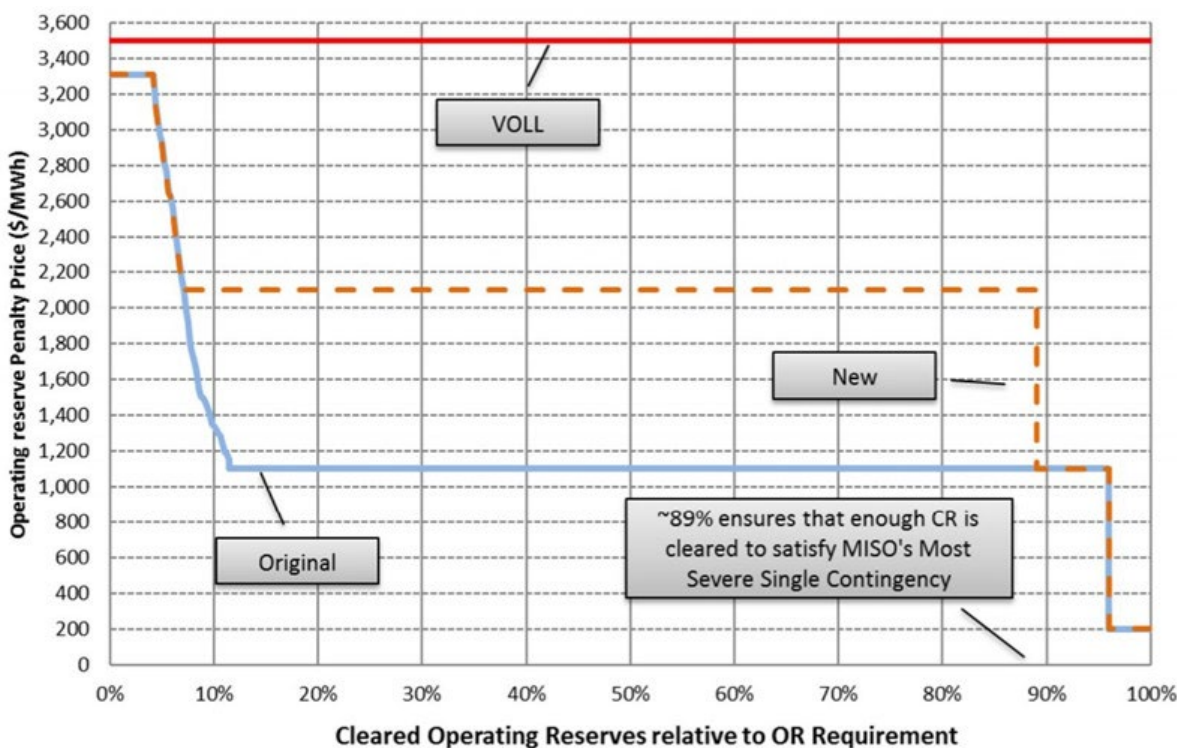 3,600
3,400
3,200
3,000
2,800
2,600
2,400
2,200
2,000
1,800
1,600
1,400
1,200
1,000
800
600
400
200
0
Operating reserve Penalty Price ($/MWh)
VOLL
New
Original
~89% ensures that enough CR is
cleared to satisfy MISO's Most
Severe Single Contingency
0% 10% 20% 30% 40% 50% 60% 70% 80% 90% 100%
Cleared Operating Reserves relative to OR Requirement